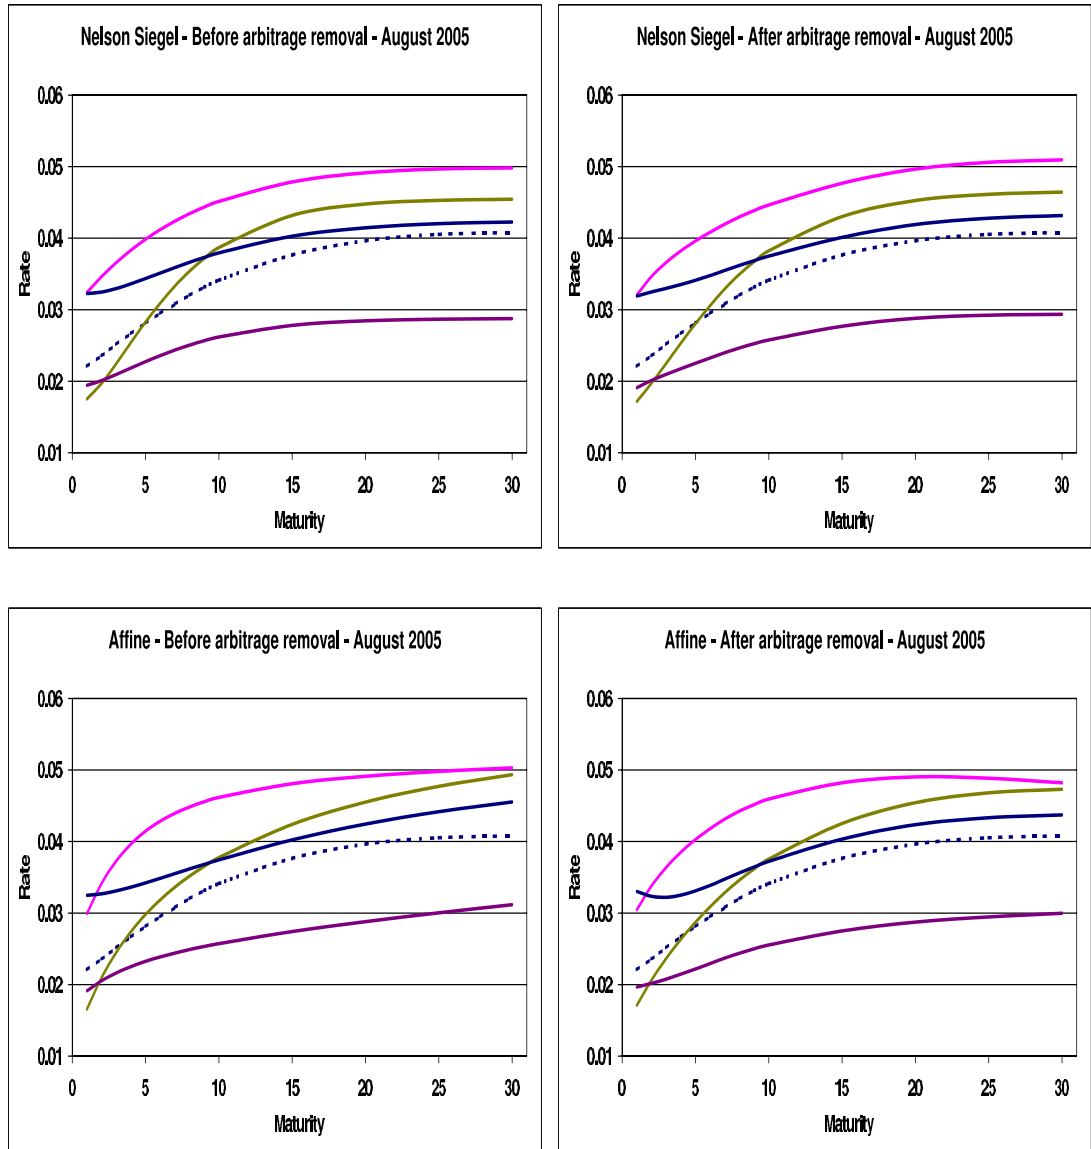 Nelson Siegel - Before arbitrage removal - August 2005
0.06
0.05
0.04
0.03
0.02
0.01
Rate
0 5 10 15 20 25 30
Maturity
Nelson Siegel - After arbitrage removal - August 2005
0.06
0.05
0.04
0.03
0.02
0.01
Rate
0 5 10 15 20 25 30
Maturity
Affine - Before arbitrage removal - August 2005
0.06
0.05
0.04
0.03
0.02
0.01
Rate
0 5 10 15 20 25 30
Maturity
Affine - After arbitrage removal - August 2005
0.06
0.05
0.04
0.03
0.02
0.01
Rate
0 5 10 15 20 25 30
Maturity